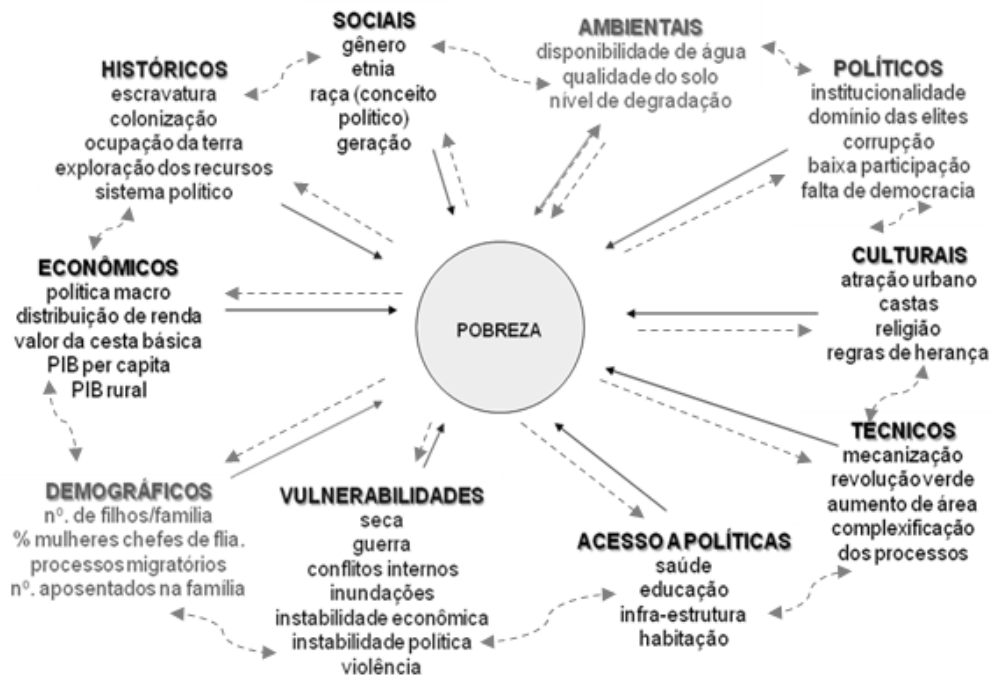 SOCIAIS
gênero
etnia
raça (conceito
político)
geração
AMBIENTAIS
disponibilidade de água
qualidade do solo
nível de degradação
POLÍTICOS
institucionalidade
domínio das elites
corrupção
baixa participação
falta de democracia
CULTURAIS
atração urbano
castas
religião
regras de herança
TÉCNICOS
mecanização
revolução verde
aumento de área
complexificação
dos processos
ACESSO A POLÍTICAS
saúde
educação
infra-estrutura
habitação
VULNERABILIDADES
seca
guerra
conflitos internos
inundações
instabilidade econômica
instabilidade política
violência
DEMOGRÁFICOS
nº. de filhos/família
% mulheres chefes de flia.
processos migratórios
nº. aposentados na família
ECONÔMICOS
política macro
distribuição de renda
valor da cesta básica
PIB per capita
PIB rural
HISTÓRICOS
escravatura
colonização
ocupação da terra
exploração dos recursos
sistema político
POBREZA